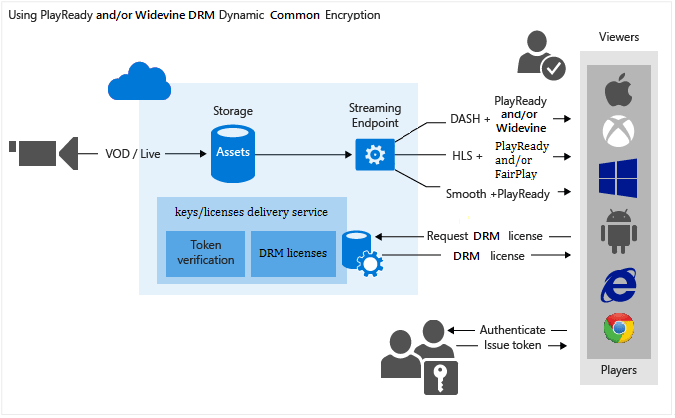 Using PlayReady and/or Widevine DRM Dynamic Common Encryption
Viewers
Storage
Streaming
Endpoint
VOD / Live
Assets
DASH + PlayReady
and/or
Widevine
HLS + PlayReady
and/or
FairPlay
Smooth +PlayReady
keys/licenses delivery service
Token
verification
DRM licenses
Request DRM license
DRM license
Authenticate
Issue token
Players